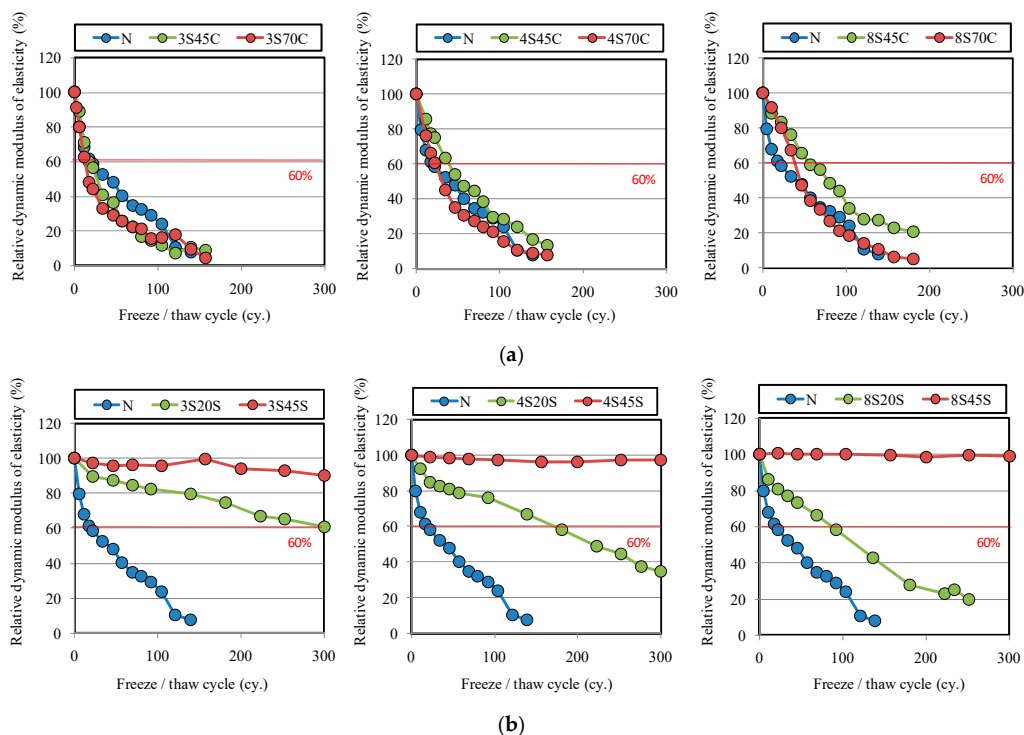 N 3S45C 3S70C
Relative dynamic modulus of elasticity (%)
120
100
80
60
40
20
0
60%
0 100 200 300
Freeze / thaw cycle (cy.)
N 4S45C 4S70C
Relative dynamic modulus of elasticity (%)
120
100
80
60
40
20
0
60%
0 100 200 300
Freeze / thaw cycle (cy.)
N 8S45C 8S70C
Relative dynamic modulus of elasticity (%)
120
100
80
60
40
20
0
60%
0 100 200 300
Freeze / thaw cycle (cy.)
(a)
N 3S20S 3S45S
Relative dynamic modulus of elasticity (%)
120
100
80
60
40
20
0
60%
0 100 200 300
Freeze / thaw cycle (cy.)
N 4S20S 4S45S
Relative dynamic modulus of elasticity (%)
120
100
80
60
40
20
0
60%
0 100 200 300
Freeze / thaw cycle (cy.)
N 8S20S 8S45S
Relative dynamic modulus of elasticity (%)
120
100
80
60
40
20
0
60%
0 100 200 300
Freeze / thaw cycle (cy.)
(b)